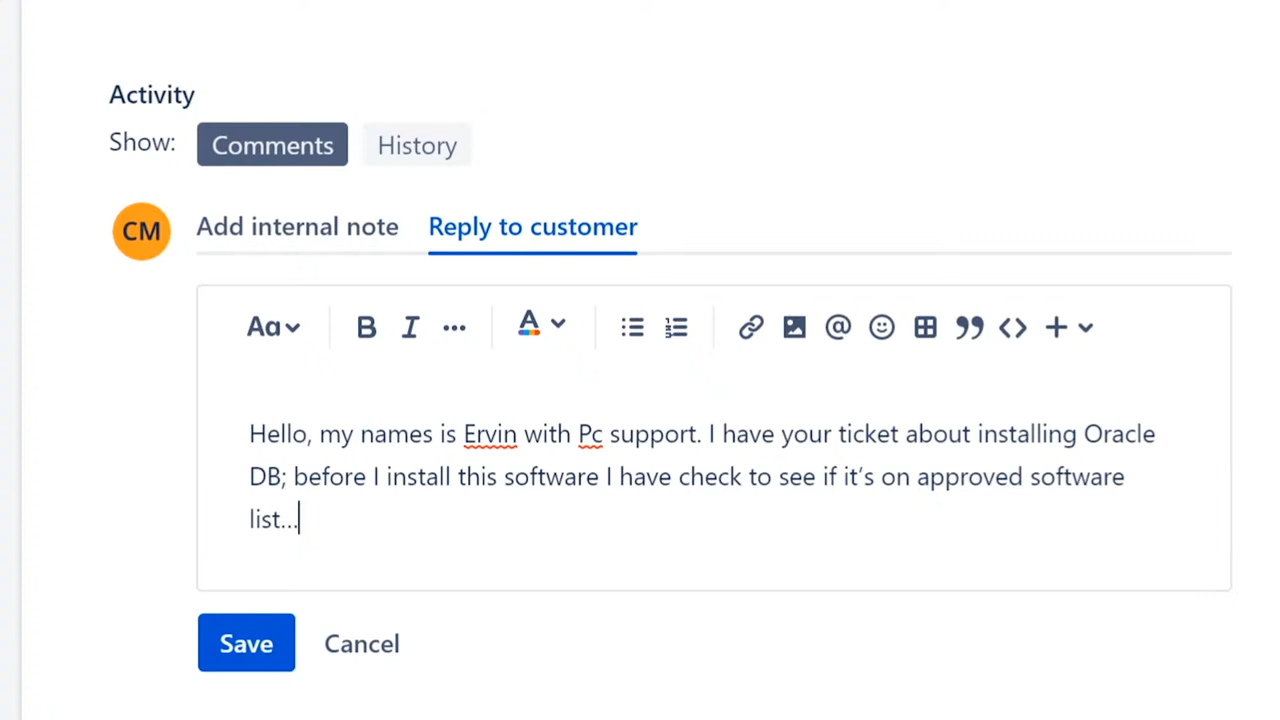 Activity
Show: Comments History
CM Add internal note Reply to customer
Aa B I ... A @
Hello, my names is Ervin with Pc support. I have your ticket about installing Oracle
DB; before I install this software I have check to see if it's on approved software
list...
Save Cancel